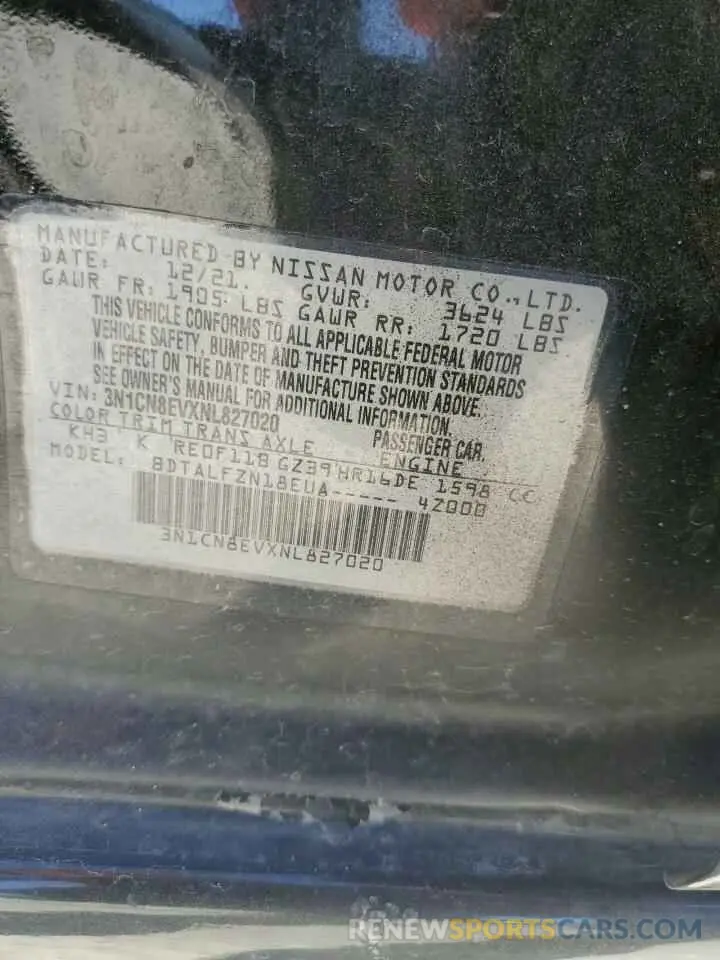 MANUFACTURED BY NISSAN MOTOR CO., LTD.
DATE: 12/21. GVWR: 3624 LBS
GAWR FR: 1905 LBS GAWR RR: 1720 LBS
THIS VEHICLE CONFORMS TO ALL APPLICABLE FEDERAL MOTOR
VEHICLE SAFETY, BUMPER AND THEFT PREVENTION STANDARDS
IN EFFECT ON THE DATE OF MANUFACTURE SHOWN ABOVE.
SEE OWNER'S MANUAL FOR ADDITIONAL INFORMATION.
VIN: 3N1CN8EVXNL827020 PASSENGER CAR.
COLOR TRIM TRANS AXLE ENGINE
KH3 K RE0F11B GZ39 HR16DE 1598 CC
MODEL: BDTALFZN18EUA----- 4Z000
3N1CN8EVXNL827020
RENEWSPORTSCARS.COM